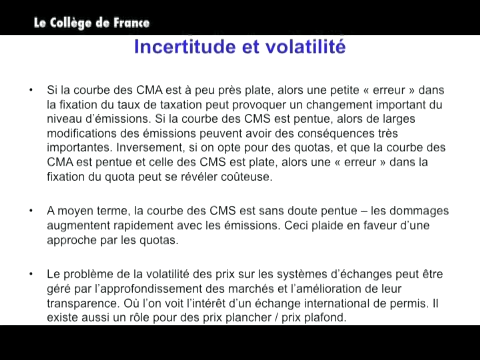 Le Collège de France
Incertitude et volatilité
• Si la courbe des CMA est à peu près plate, alors une petite « erreur » dans
la fixation du taux de taxation peut provoquer un changement important du
niveau d'émissions. Si la courbe des CMS est pentue, alors de larges
modifications des émissions peuvent avoir des conséquences très
importantes. Inversement, si on opte pour des quotas, et que la courbe des
CMA est pentue et celle des CMS est plate, alors une « erreur » dans la
fixation du quota peut se révéler coûteuse.
• A moyen terme, la courbe des CMS est sans doute pentue – les dommages
augmentent rapidement avec les émissions. Ceci plaide en faveur d'une
approche par les quotas.
• Le problème de la volatilité des prix sur les systèmes d'échanges peut être
géré par l'approfondissement des marchés et l'amélioration de leur
transparence. Où l'on voit l'intérêt d'un échange international de permis. Il
existe aussi un rôle pour des prix plancher / prix plafond.